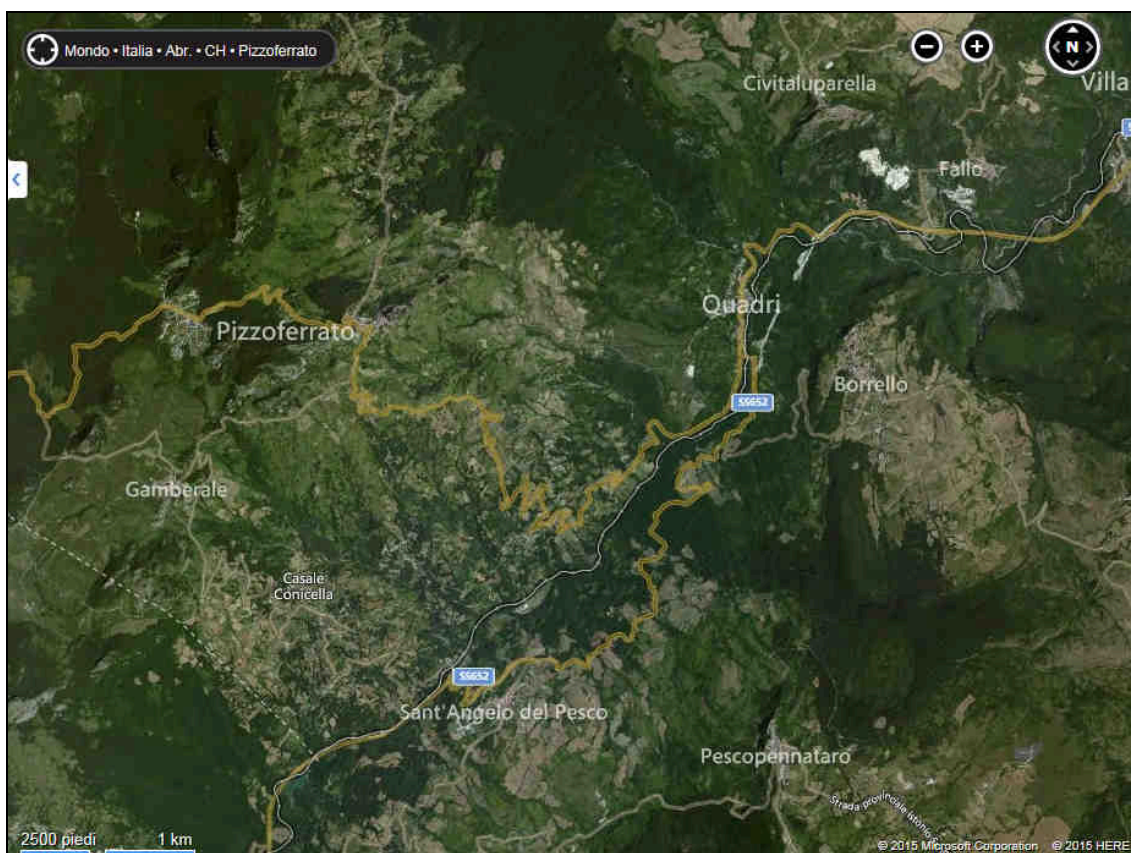 Mondo • Italia • Abr. • CH • Pizzoferrato
N
Civitaluparella
Villa
Fallo
Quadri
Pizzoferrato
Borrello
SS652
Gamberale
Casale
Conicella
SS652
Sant'Angelo del Pesco
Pescopennataro
Strada provinciale Istonio
2500 piedi
1 km
© 2015 Microsoft Corporation
© 2015 HERE